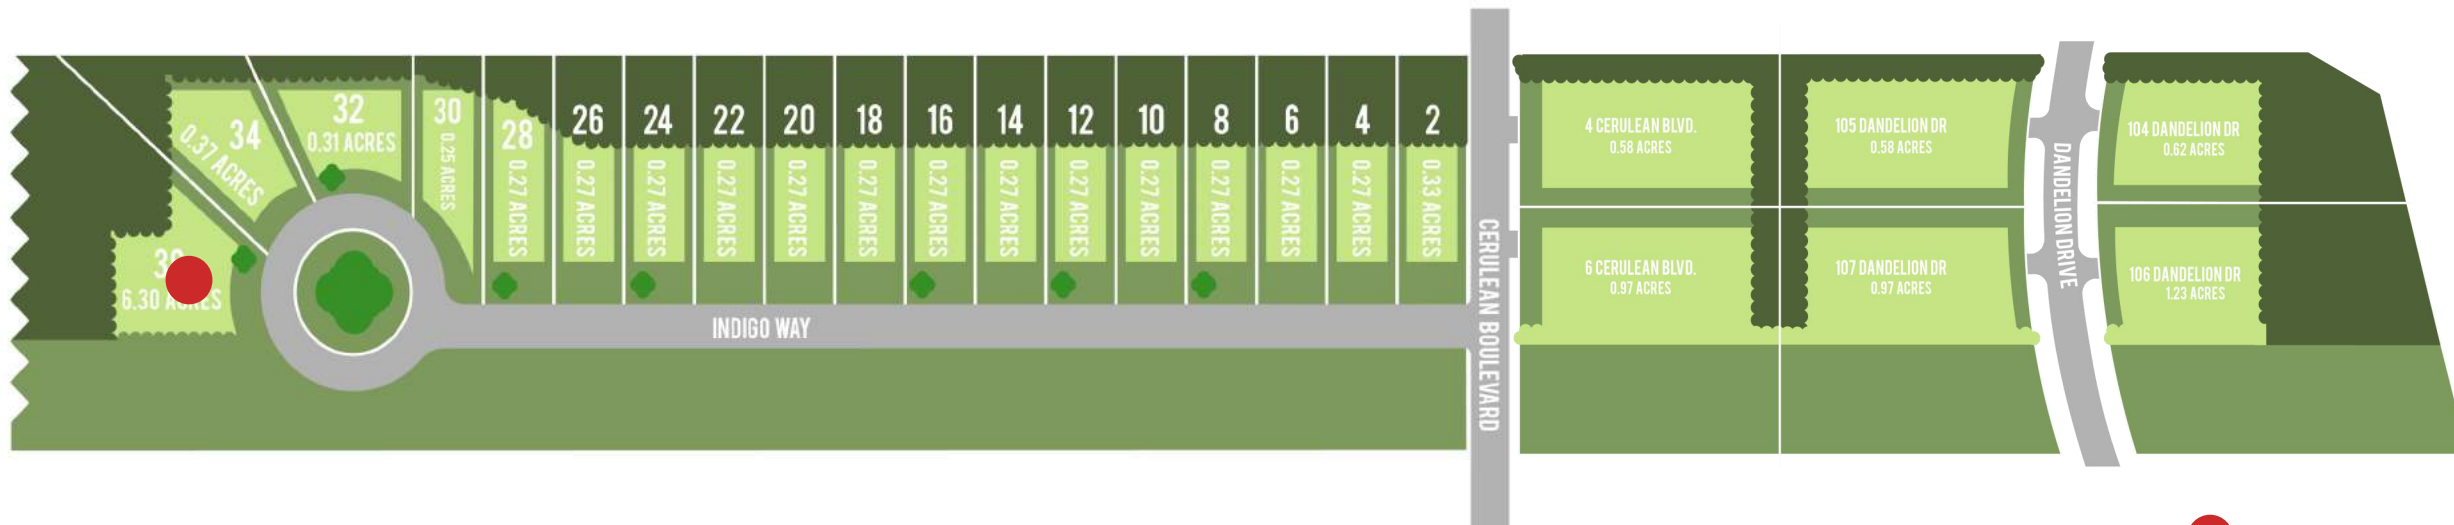 34
0.37 ACRES
32
0.31 ACRES
30
0.25 ACRES
28
0.27 ACRES
26
0.27 ACRES
24
0.27 ACRES
22
0.27 ACRES
20
0.27 ACRES
18
0.27 ACRES
16
0.27 ACRES
14
0.27 ACRES
12
0.27 ACRES
10
0.27 ACRES
8
0.27 ACRES
6
0.27 ACRES
4
0.27 ACRES
2
0.33 ACRES
6.30 ACRES
INDIGO WAY
CERULEAN BOULEVARD
4 CERULEAN BLVD.
0.58 ACRES
105 DANDELION DR
0.58 ACRES
6 CERULEAN BLVD.
0.97 ACRES
107 DANDELION DR
0.97 ACRES
DANDELION DRIVE
104 DANDELION DR
0.62 ACRES
106 DANDELION DR
1.23 ACRES